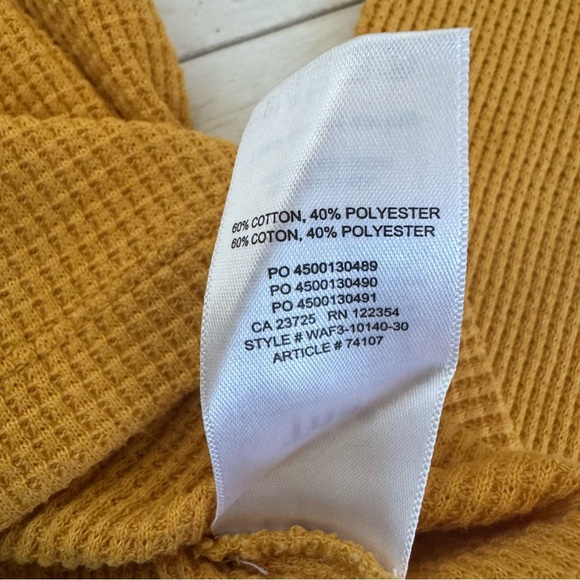 60% COTTON, 40% POLYESTER
60% COTON, 40% POLYESTER
PO 4500130489
PO 4500130490
PO 4500130491
CA 23725 RN 122354
STYLE # WAF3-10140-30
ARTICLE # 74107